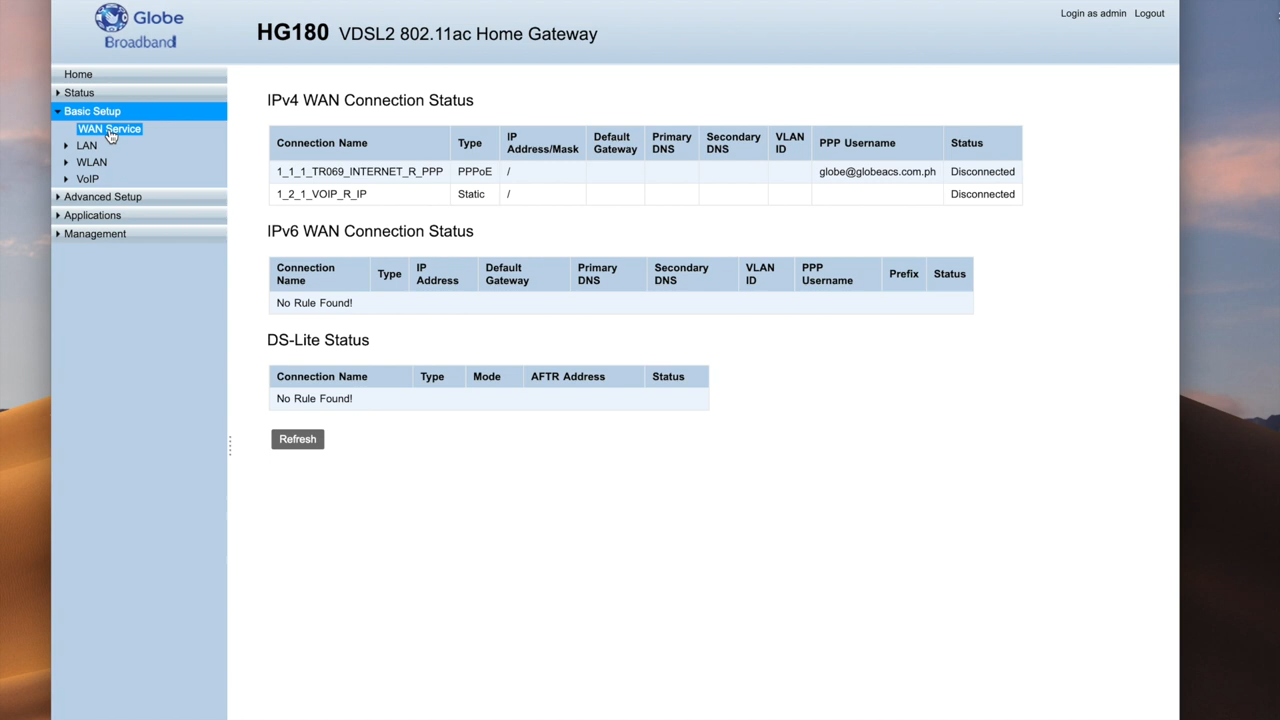 Globe
Broadband
HG180 VDSL2 802.11ac Home Gateway
Login as admin Logout
Home
Status
Basic Setup
WAN Service
LAN
WLAN
VoIP
Advanced Setup
Applications
Management
IPv4 WAN Connection Status
Connection Name Type IP Address/Mask Default Gateway Primary DNS Secondary DNS VLAN ID PPP Username Status
1_1_1_TR069_INTERNET_R_PPP PPPoE / globe@globeacs.com.ph Disconnected
1_2_1_VOIP_R_IP Static / Disconnected
IPv6 WAN Connection Status
Connection Name Type IP Address Default Gateway Primary DNS Secondary DNS VLAN ID PPP Username Prefix Status
No Rule Found!
DS-Lite Status
Connection Name Type Mode AFTR Address Status
No Rule Found!
Refresh